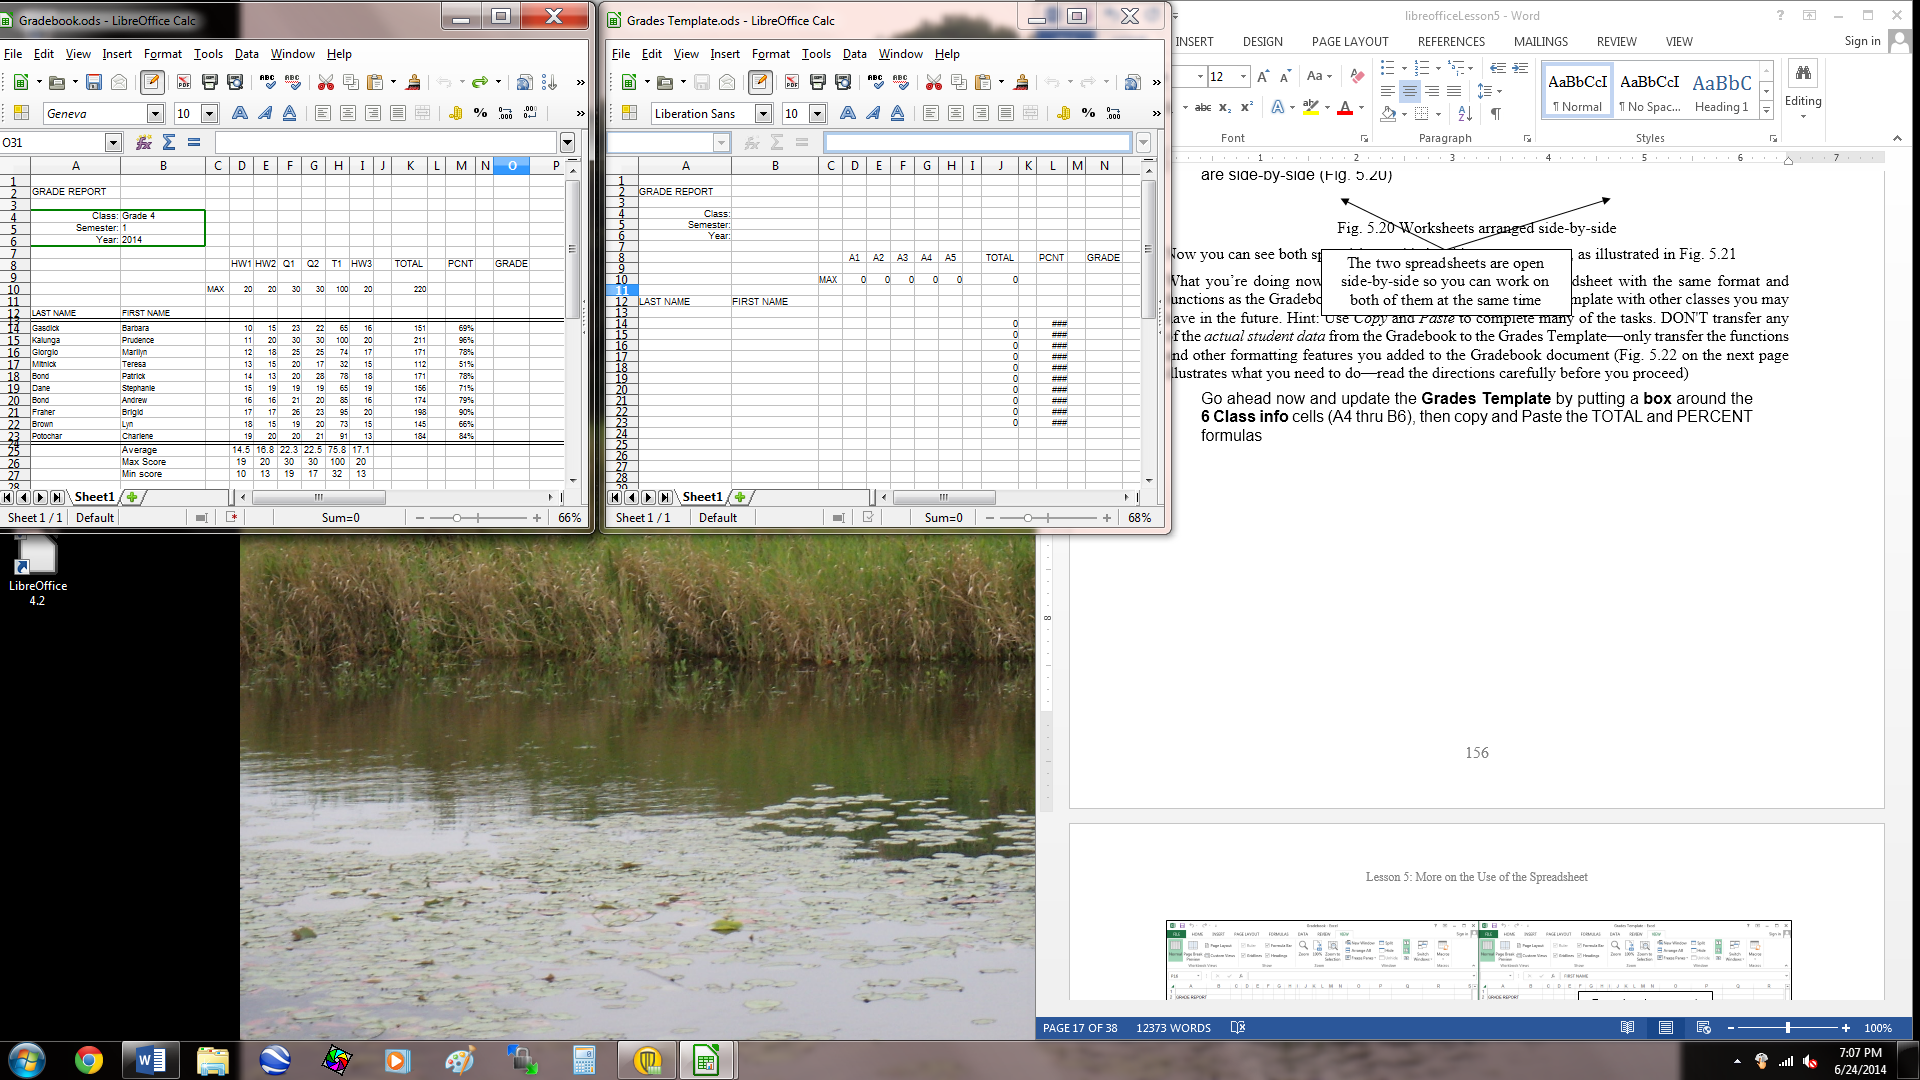 Gradebook.ods - LibreOffice Calc
File Edit View Insert Format Tools Data Window Help
Geneva 10
O31
A B C D E F G H I J K L M N O P
1
2 GRADE REPORT
3
4 Class: Grade 4
5 Semester: 1
6 Year: 2014
7
8 HW1 HW2 Q1 Q2 T1 HW3 TOTAL PCNT GRADE
9
10 MAX 20 20 30 30 100 20 220
11
12 LAST NAME FIRST NAME
13
14 Gasdick Barbara 10 15 23 22 65 16 151 69%
15 Kalunga Prudence 11 20 30 30 100 20 211 96%
16 Giorgio Marilyn 12 18 25 25 74 17 171 78%
17 Mitnick Teresa 13 15 20 17 32 15 112 51%
18 Bond Patrick 14 13 20 28 78 18 171 78%
19 Dane Stephanie 15 19 19 19 65 19 156 71%
20 Bond Andrew 16 16 21 20 85 16 174 79%
21 Fraher Brigid 17 17 26 23 95 20 198 90%
22 Brown Lyn 18 15 19 20 73 15 145 66%
23 Potochar Charlene 19 20 20 21 91 13 184 84%
24
25 Average 14.5 16.8 22.3 22.5 75.8 17.1
26 Max Score 19 20 30 30 100 20
27 Min score 10 13 19 17 32 13
28
Sheet1
Sheet 1 / 1 Default Sum=0 66%
Grades Template.ods - LibreOffice Calc
File Edit View Insert Format Tools Data Window Help
Liberation Sans 10
A B C D E F G H I J K L M N
1
2 GRADE REPORT
3
4 Class:
5 Semester:
6 Year:
7
8 A1 A2 A3 A4 A5 TOTAL PCNT GRADE
9
10 MAX 0 0 0 0 0 0
11
12 LAST NAME FIRST NAME
13
14 0 ###
15 0 ###
16 0 ###
17 0 ###
18 0 ###
19 0 ###
20 0 ###
21 0 ###
22 0 ###
23 0 ###
24
25
26
27
28
29
Sheet1
Sheet 1 / 1 Default Sum=0 68%
libreofficeLesson5 - Word
INSERT DESIGN PAGE LAYOUT REFERENCES MAILINGS REVIEW VIEW Sign in
12 Aa
AaBbCcI AaBbCcI AaBbC
¶ Normal ¶ No Spac... Heading 1
Editing
Font Paragraph Styles
1 2 3 4 5 6 7
are side-by-side (Fig. 5.20)
Fig. 5.20 Worksheets arranged side-by-side
Now you can see both sp , as illustrated in Fig. 5.21
The two spreadsheets are open
side-by-side so you can work on
both of them at the same time
What you’re doing now dsheet with the same format and
functions as the Gradebo mplate with other classes you may
have in the future. Hint: Use Copy and Paste to complete many of the tasks. DON'T transfer any
of the actual student data from the Gradebook to the Grades Template—only transfer the functions
and other formatting features you added to the Gradebook document (Fig. 5.22 on the next page
illustrates what you need to do—read the directions carefully before you proceed)
Go ahead now and update the Grades Template by putting a box around the
6 Class info cells (A4 thru B6), then copy and Paste the TOTAL and PERCENT
formulas
156
Lesson 5: More on the Use of the Spreadsheet
PAGE 17 OF 38 12373 WORDS 100%
LibreOffice
4.2
7:07 PM
6/24/2014